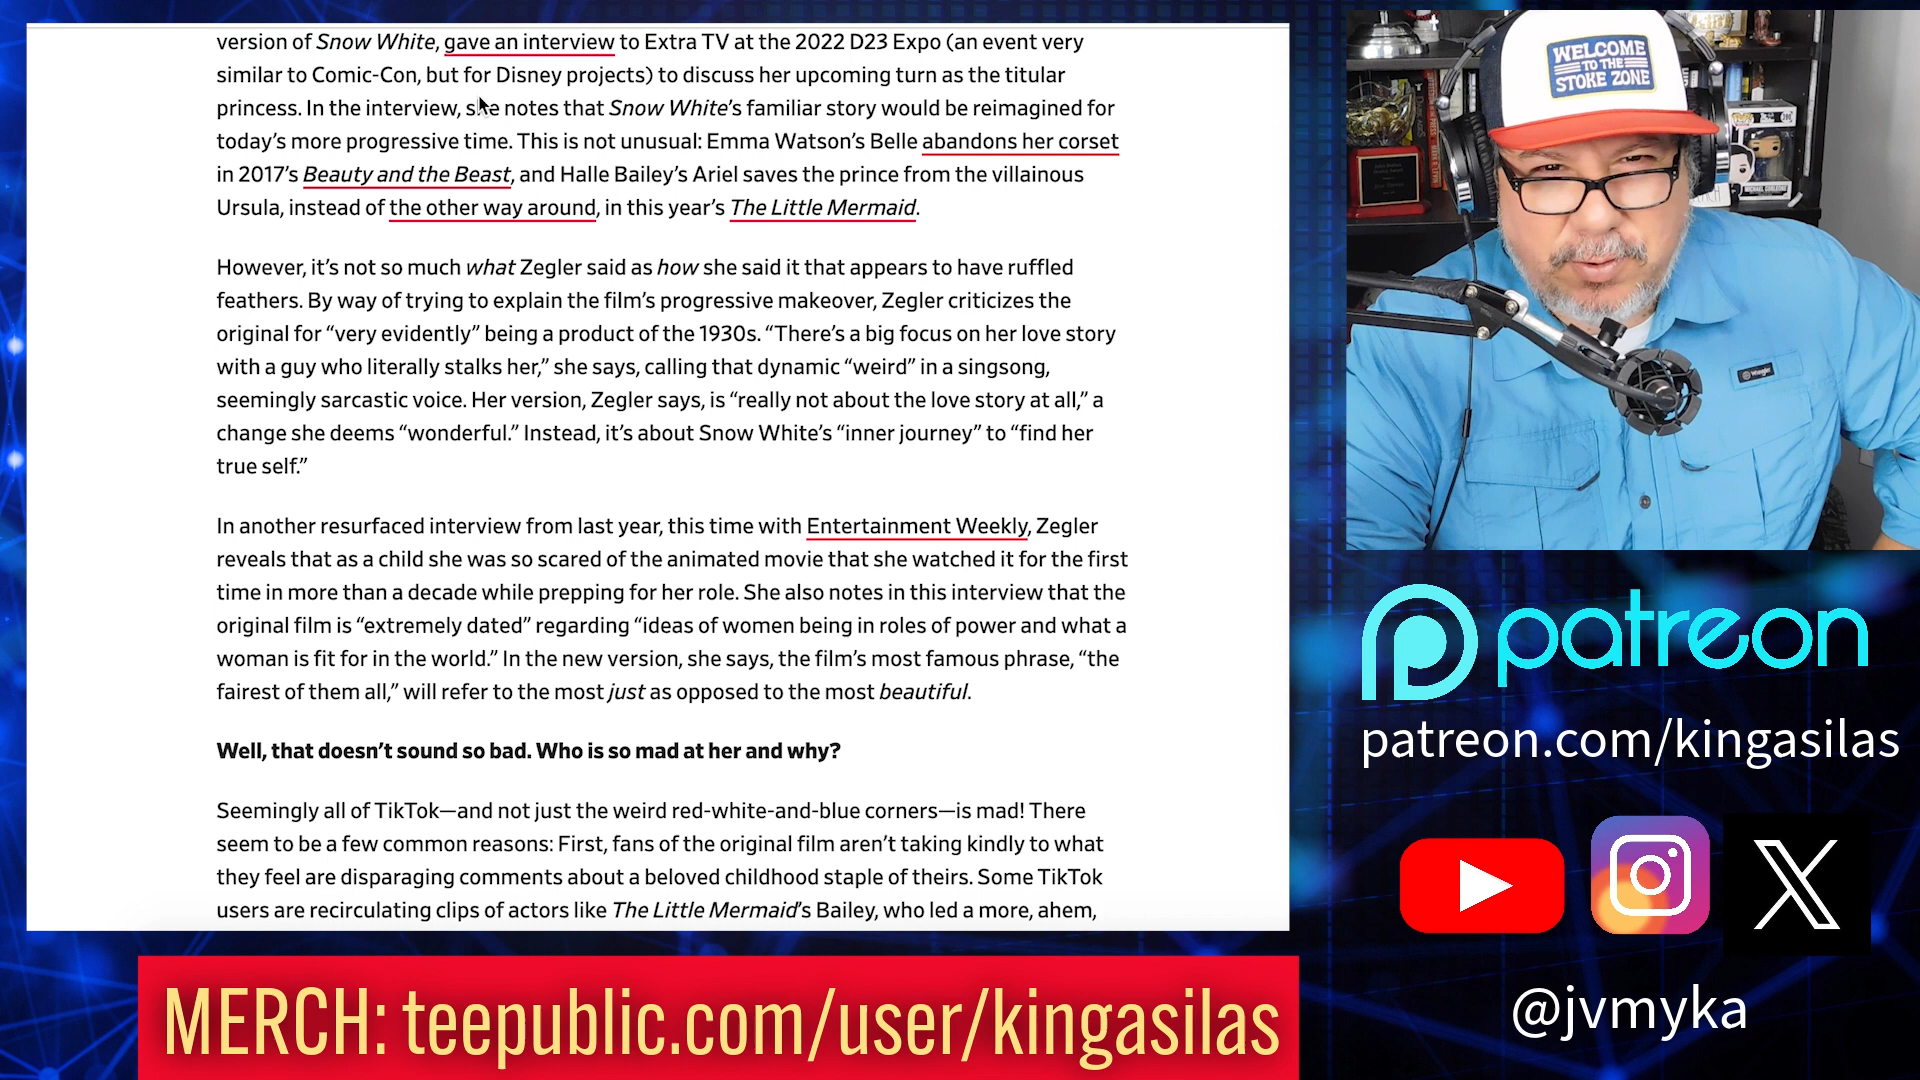 version of Snow White, gave an interview to Extra TV at the 2022 D23 Expo (an event very
similar to Comic-Con, but for Disney projects) to discuss her upcoming turn as the titular
princess. In the interview, she notes that Snow White’s familiar story would be reimagined for
today’s more progressive time. This is not unusual: Emma Watson’s Belle abandons her corset
in 2017’s Beauty and the Beast, and Halle Bailey’s Ariel saves the prince from the villainous
Ursula, instead of the other way around, in this year’s The Little Mermaid.
However, it’s not so much what Zegler said as how she said it that appears to have ruffled
feathers. By way of trying to explain the film’s progressive makeover, Zegler criticizes the
original for “very evidently” being a product of the 1930s. “There’s a big focus on her love story
with a guy who literally stalks her,” she says, calling that dynamic “weird” in a singsong,
seemingly sarcastic voice. Her version, Zegler says, is “really not about the love story at all,” a
change she deems “wonderful.” Instead, it’s about Snow White’s “inner journey” to “find her
true self.”
In another resurfaced interview from last year, this time with Entertainment Weekly, Zegler
reveals that as a child she was so scared of the animated movie that she watched it for the first
time in more than a decade while prepping for her role. She also notes in this interview that the
original film is “extremely dated” regarding “ideas of women being in roles of power and what a
woman is fit for in the world.” In the new version, she says, the film’s most famous phrase, “the
fairest of them all,” will refer to the most just as opposed to the most beautiful.
Well, that doesn’t sound so bad. Who is so mad at her and why?
Seemingly all of TikTok—and not just the weird red-white-and-blue corners—is mad! There
seem to be a few common reasons: First, fans of the original film aren’t taking kindly to what
they feel are disparaging comments about a beloved childhood staple of theirs. Some TikTok
users are recirculating clips of actors like The Little Mermaid’s Bailey, who led a more, ahem,
WELCOME
TO THE
STOKE ZONE
Wrangler
MICHAEL CORLEONE
patreon
patreon.com/kingasilas
@jvmyka
MERCH: teepublic.com/user/kingasilas